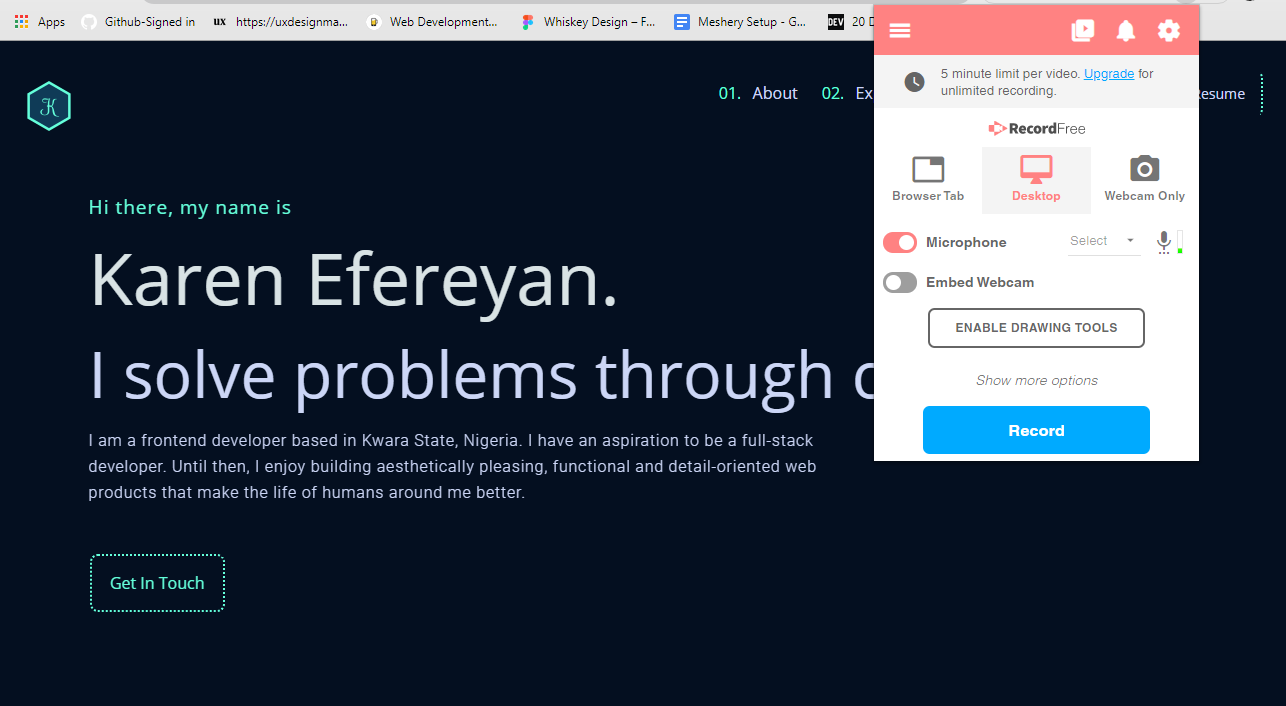 Apps
Github-Signed in
ux
https://uxdesignma...
Web Development...
Whiskey Design – F...
Meshery Setup - G...
DEV
20
K
01. About
02.
Hi there, my name is
Karen Efereyan.
I solve problems through
I am a frontend developer based in Kwara State, Nigeria. I have an aspiration to be a full-stack
developer. Until then, I enjoy building aesthetically pleasing, functional and detail-oriented web
products that make the life of humans around me better.
Get In Touch
5 minute limit per video. Upgrade for
unlimited recording.
RecordFree
Browser Tab
Desktop
Webcam Only
Microphone
Select
Embed Webcam
ENABLE DRAWING TOOLS
Show more options
Record